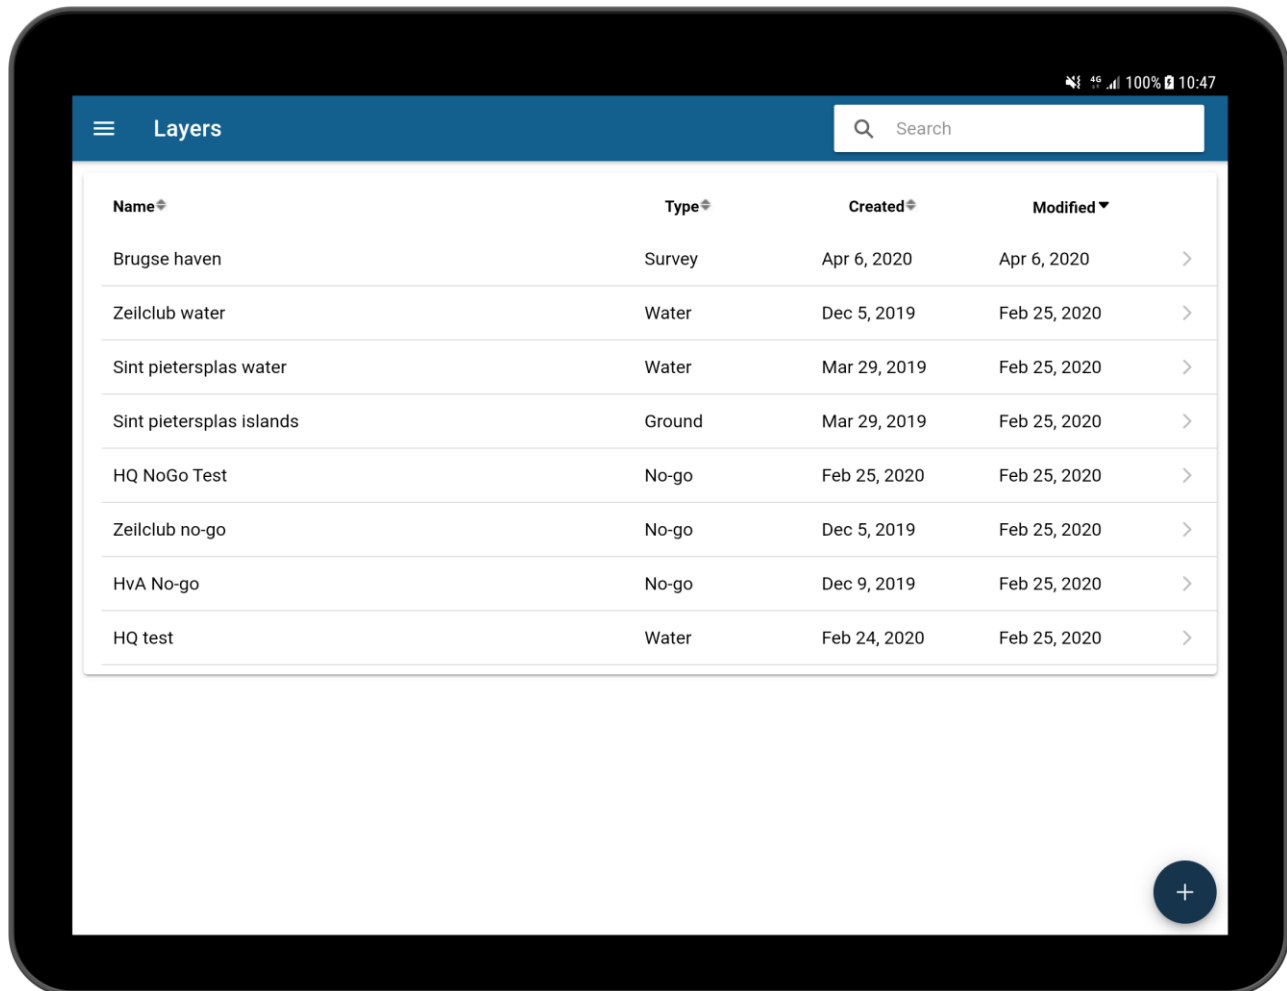 4G 100% 10:47
Layers Search
Name Type Created Modified
Brugse haven Survey Apr 6, 2020 Apr 6, 2020
Zeilclub water Water Dec 5, 2019 Feb 25, 2020
Sint pietersplas water Water Mar 29, 2019 Feb 25, 2020
Sint pietersplas islands Ground Mar 29, 2019 Feb 25, 2020
HQ NoGo Test No-go Feb 25, 2020 Feb 25, 2020
Zeilclub no-go No-go Dec 5, 2019 Feb 25, 2020
HvA No-go No-go Dec 9, 2019 Feb 25, 2020
HQ test Water Feb 24, 2020 Feb 25, 2020